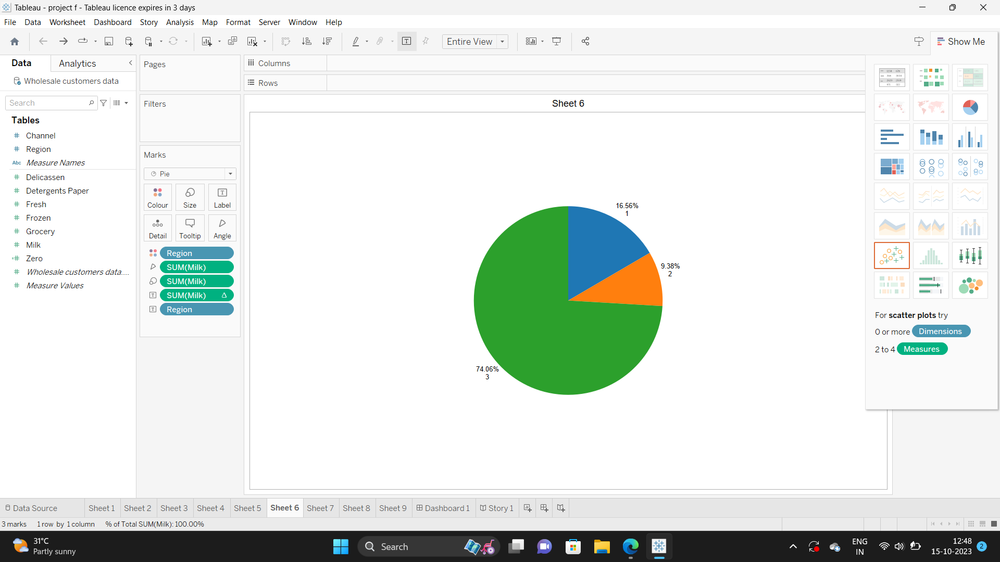 Tableau - project f - Tableau licence expires in 3 days
File Data Worksheet Dashboard Story Analysis Map Format Server Window Help
Entire View
Show Me
Data Analytics
Wholesale customers data
Search
Tables
Channel
Region
Abc Measure Names
Delicassen
Detergents Paper
Fresh
Frozen
Grocery
Milk
Zero
Wholesale customers data....
Measure Values
Pages
Filters
Marks
Pie
Colour Size Label
Detail Tooltip Angle
Region
SUM(Milk)
SUM(Milk)
SUM(Milk) Δ
Region
Columns
Rows
Sheet 6
16.56%
1
9.38%
2
74.06%
3
For scatter plots try
0 or more Dimensions
2 to 4 Measures
Data Source Sheet 1 Sheet 2 Sheet 3 Sheet 4 Sheet 5 Sheet 6 Sheet 7 Sheet 8 Sheet 9 Dashboard 1 Story 1
3 marks 1 row by 1 column % of Total SUM(Milk): 100.00%
31°C
Partly sunny
Search
ENG
IN
12:48
15-10-2023
2